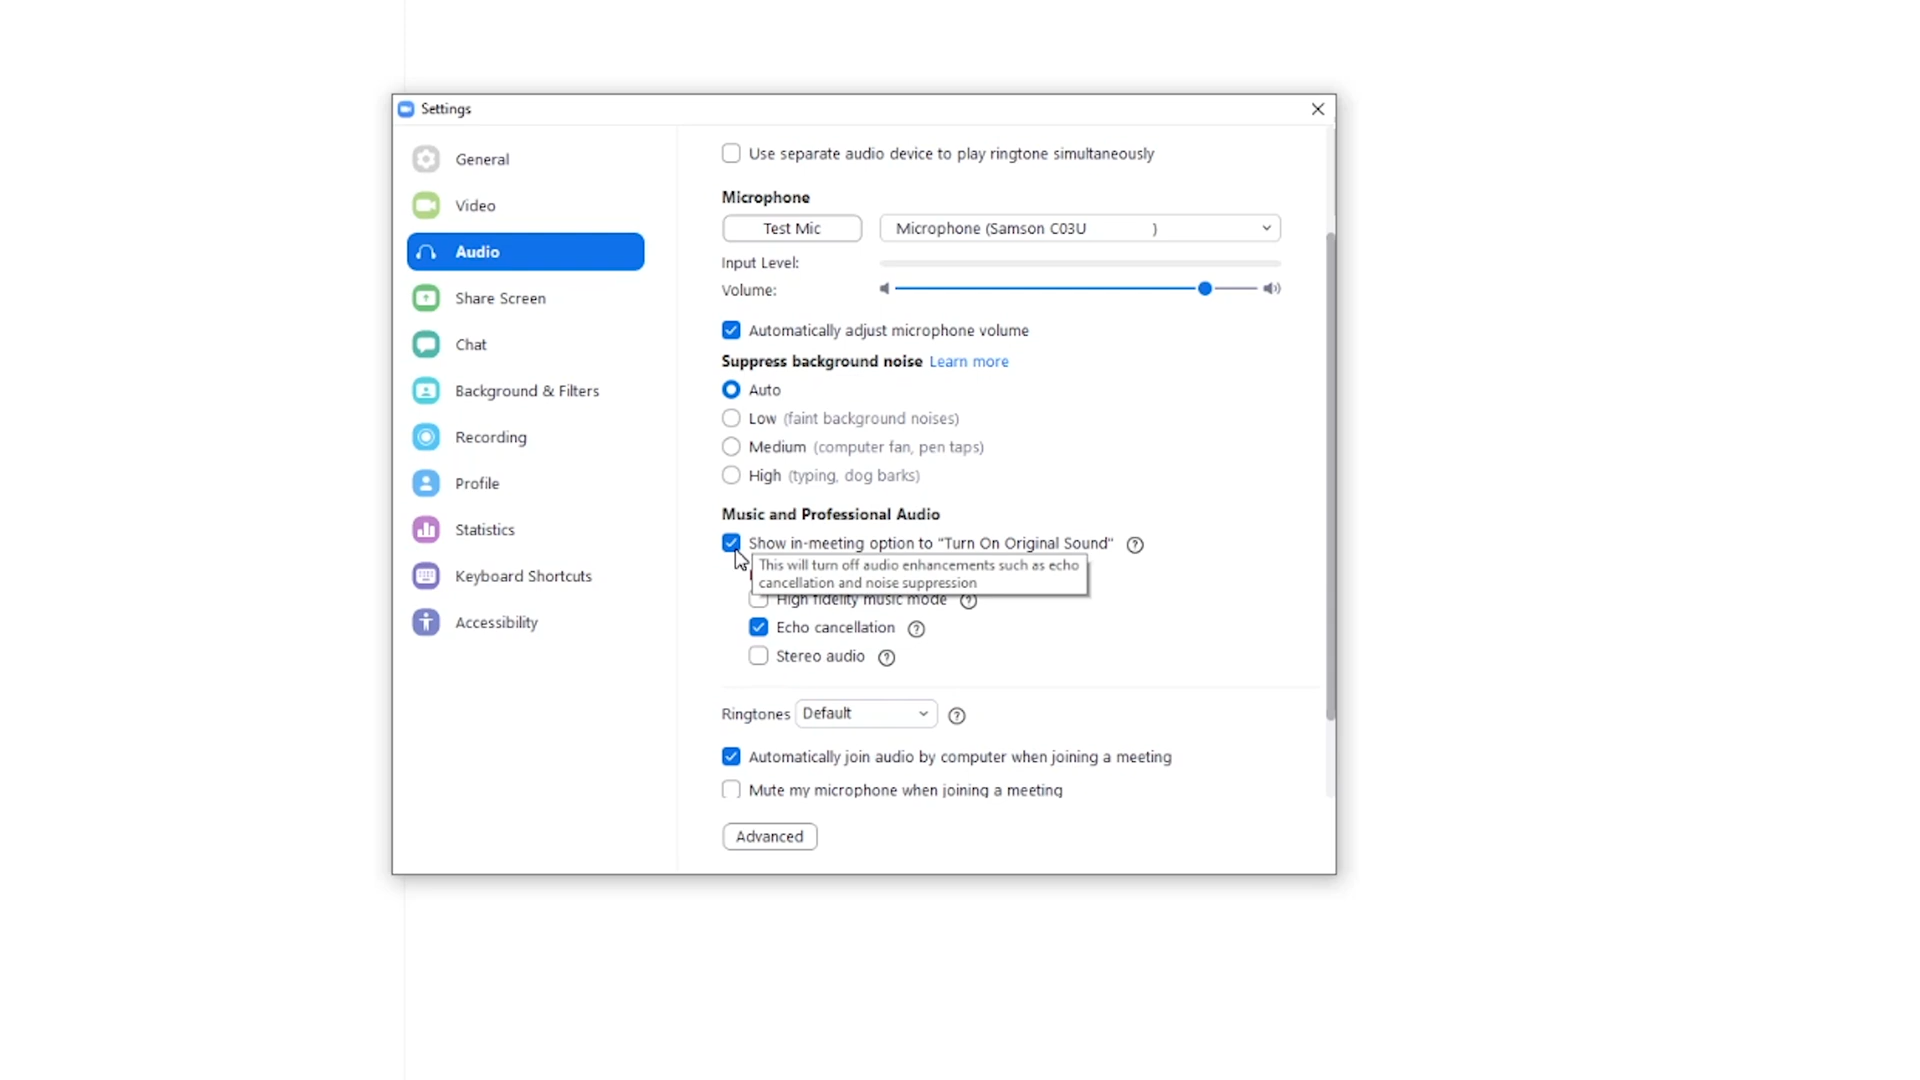 Settings
General
Video
Audio
Share Screen
Chat
Background & Filters
Recording
Profile
Statistics
Keyboard Shortcuts
Accessibility
Use separate audio device to play ringtone simultaneously
Microphone
Test Mic
Microphone (Samson C03U )
Input Level:
Volume:
Automatically adjust microphone volume
Suppress background noise Learn more
Auto
Low (faint background noises)
Medium (computer fan, pen taps)
High (typing, dog barks)
Music and Professional Audio
Show in-meeting option to "Turn On Original Sound" ?
This will turn off audio enhancements such as echo
cancellation and noise suppression
High fidelity music mode ?
Echo cancellation ?
Stereo audio ?
Ringtones Default ?
Automatically join audio by computer when joining a meeting
Mute my microphone when joining a meeting
Advanced